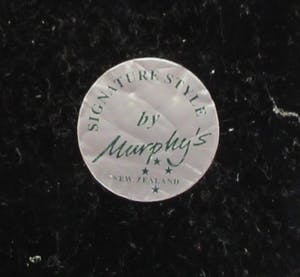 SIGNATURE STYLE
by
Murphy's
NEW ZEALAND